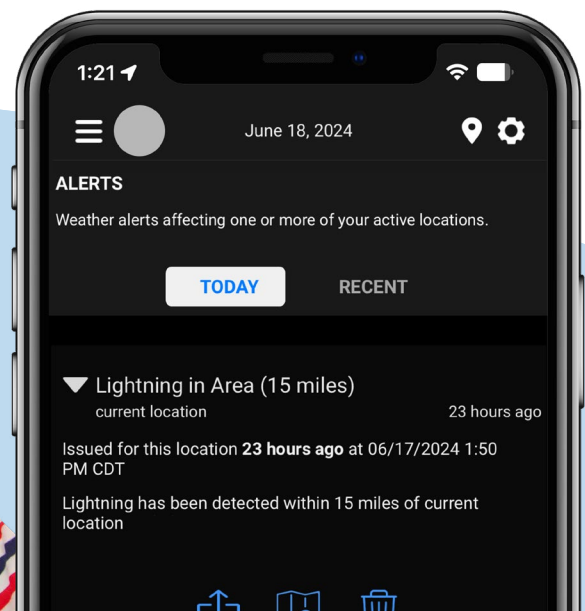 1:21
June 18, 2024
ALERTS
Weather alerts affecting one or more of your active locations.
TODAY RECENT
Lightning in Area (15 miles)
current location 23 hours ago
Issued for this location 23 hours ago at 06/17/2024 1:50
PM CDT
Lightning has been detected within 15 miles of current
location